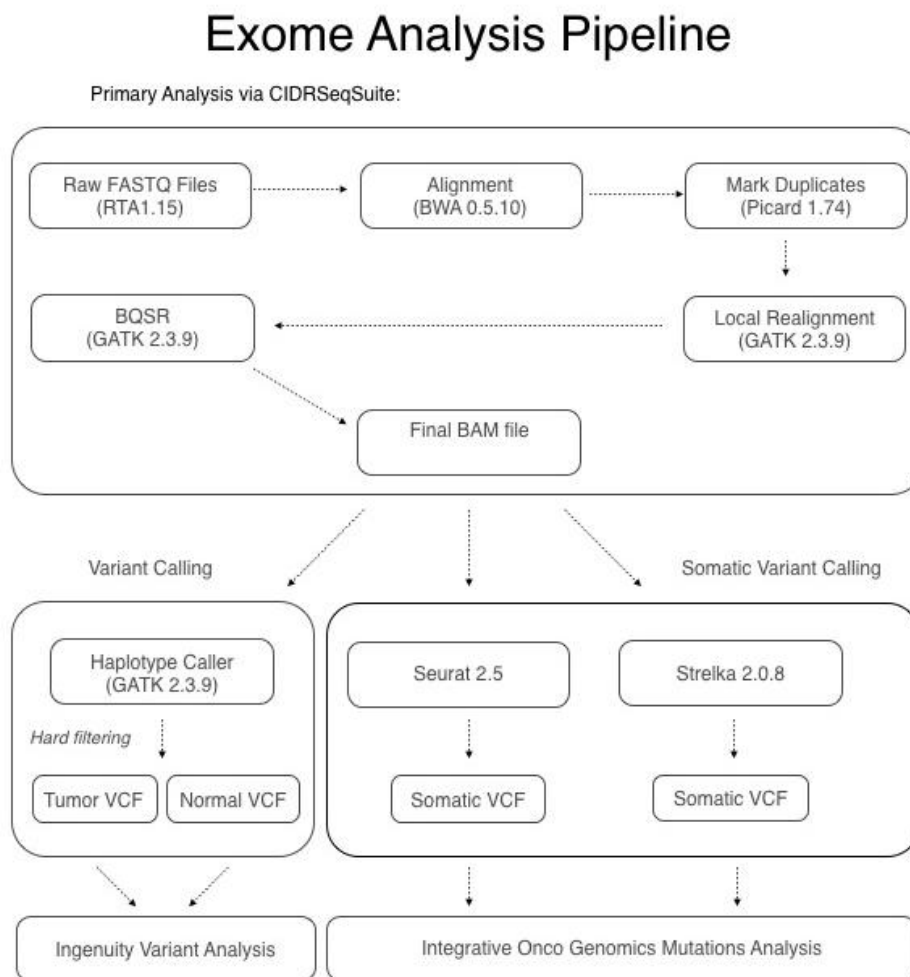 Exome Analysis Pipeline
Primary Analysis via CIDRSeqSuite:
Raw FASTQ Files
(RTA1.15)
Alignment
(BWA 0.5.10)
Mark Duplicates
(Picard 1.74)
BQSR
(GATK 2.3.9)
Local Realignment
(GATK 2.3.9)
Final BAM file
Variant Calling
Somatic Variant Calling
Haplotype Caller
(GATK 2.3.9)
Hard filtering
Tumor VCF
Normal VCF
Seurat 2.5
Strelka 2.0.8
Somatic VCF
Somatic VCF
Ingenuity Variant Analysis
Integrative Onco Genomics Mutations Analysis